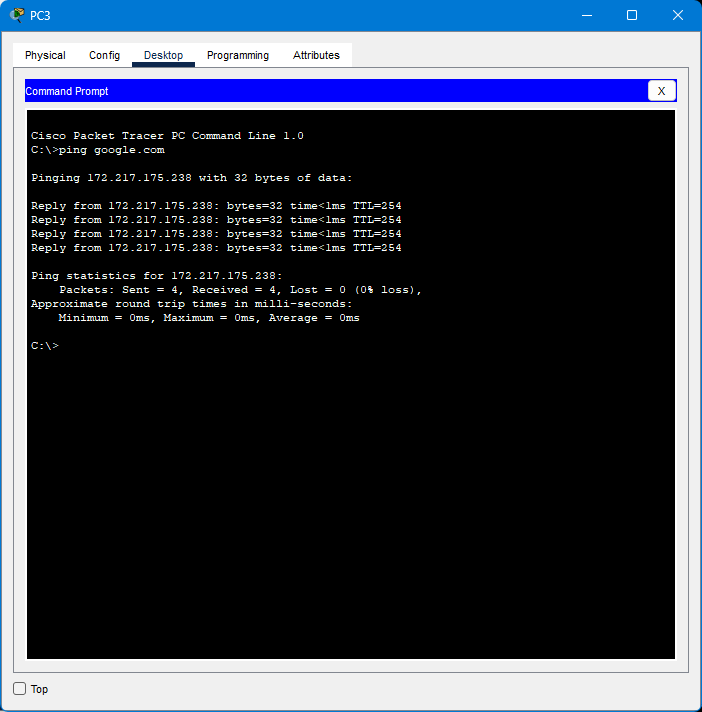 PC3
Physical Config Desktop Programming Attributes
Command Prompt X
Cisco Packet Tracer PC Command Line 1.0
C:\>ping google.com
Pinging 172.217.175.238 with 32 bytes of data:
Reply from 172.217.175.238: bytes=32 time<1ms TTL=254
Reply from 172.217.175.238: bytes=32 time<1ms TTL=254
Reply from 172.217.175.238: bytes=32 time<1ms TTL=254
Reply from 172.217.175.238: bytes=32 time<1ms TTL=254
Ping statistics for 172.217.175.238:
Packets: Sent = 4, Received = 4, Lost = 0 (0% loss),
Approximate round trip times in milli-seconds:
Minimum = 0ms, Maximum = 0ms, Average = 0ms
C:\>
Top